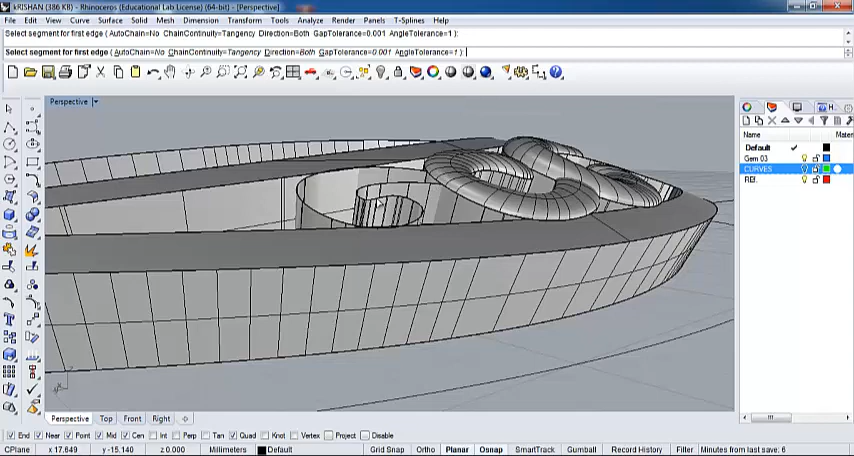 kRISHAN (386 KB) - Rhinoceros (Educational Lab License) (64-bit) - [Perspective]
File Edit View Curve Surface Solid Mesh Dimension Transform Tools Analyze Render Panels T-Splines Help
Select segment for first edge ( AutoChain=No ChainContinuity=Tangency Direction=Both GapTolerance=0.001 AngleTolerance=1 ):
Select segment for first edge ( AutoChain=No ChainContinuity=Tangency Direction=Both GapTolerance=0.001 AngleTolerance=1 ):
Perspective
H...
Name Mater
Default
Gem 03
CURVES
REF.
Perspective Top Front Right
End Near Point Mid Cen Int Perp Tan Quad Knot Vertex Project Disable
CPlane x 17.649 y -15.140 z 0.000 Millimeters Default Grid Snap Ortho Planar Osnap SmartTrack Gumball Record History Filter Minutes from last save: 6